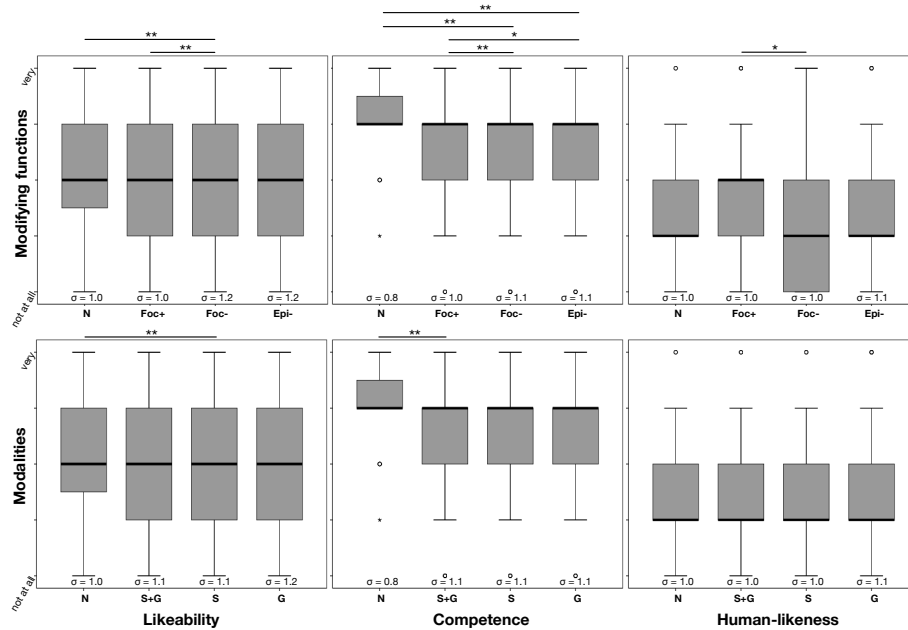 ** ** ** ** * ** *
very
Modifying functions
not at all
σ = 1.0 σ = 1.0 σ = 1.2 σ = 1.2 σ = 0.8 σ = 1.0 σ = 1.1 σ = 1.1 σ = 1.0 σ = 1.0 σ = 1.0 σ = 1.1
N Foc+ Foc- Epi- N Foc+ Foc- Epi- N Foc+ Foc- Epi-
** **
very
Modalities
not at all
σ = 1.0 σ = 1.1 σ = 1.1 σ = 1.2 σ = 0.8 σ = 1.1 σ = 1.1 σ = 1.1 σ = 1.0 σ = 1.0 σ = 1.0 σ = 1.1
N S+G S G N S+G S G N S+G S G
Likeability Competence Human-likeness